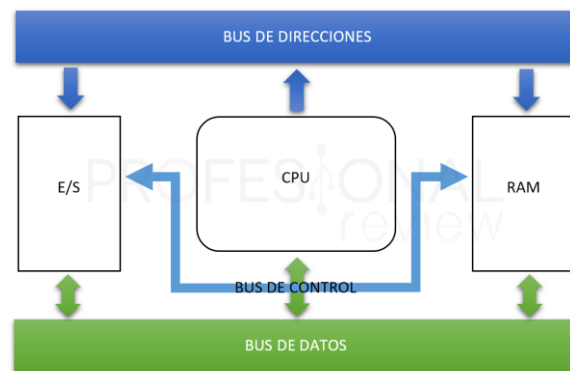 BUS DE DIRECCIONES
E/S
CPU
RAM
PROFESIONAL
review
BUS DE CONTROL
BUS DE DATOS